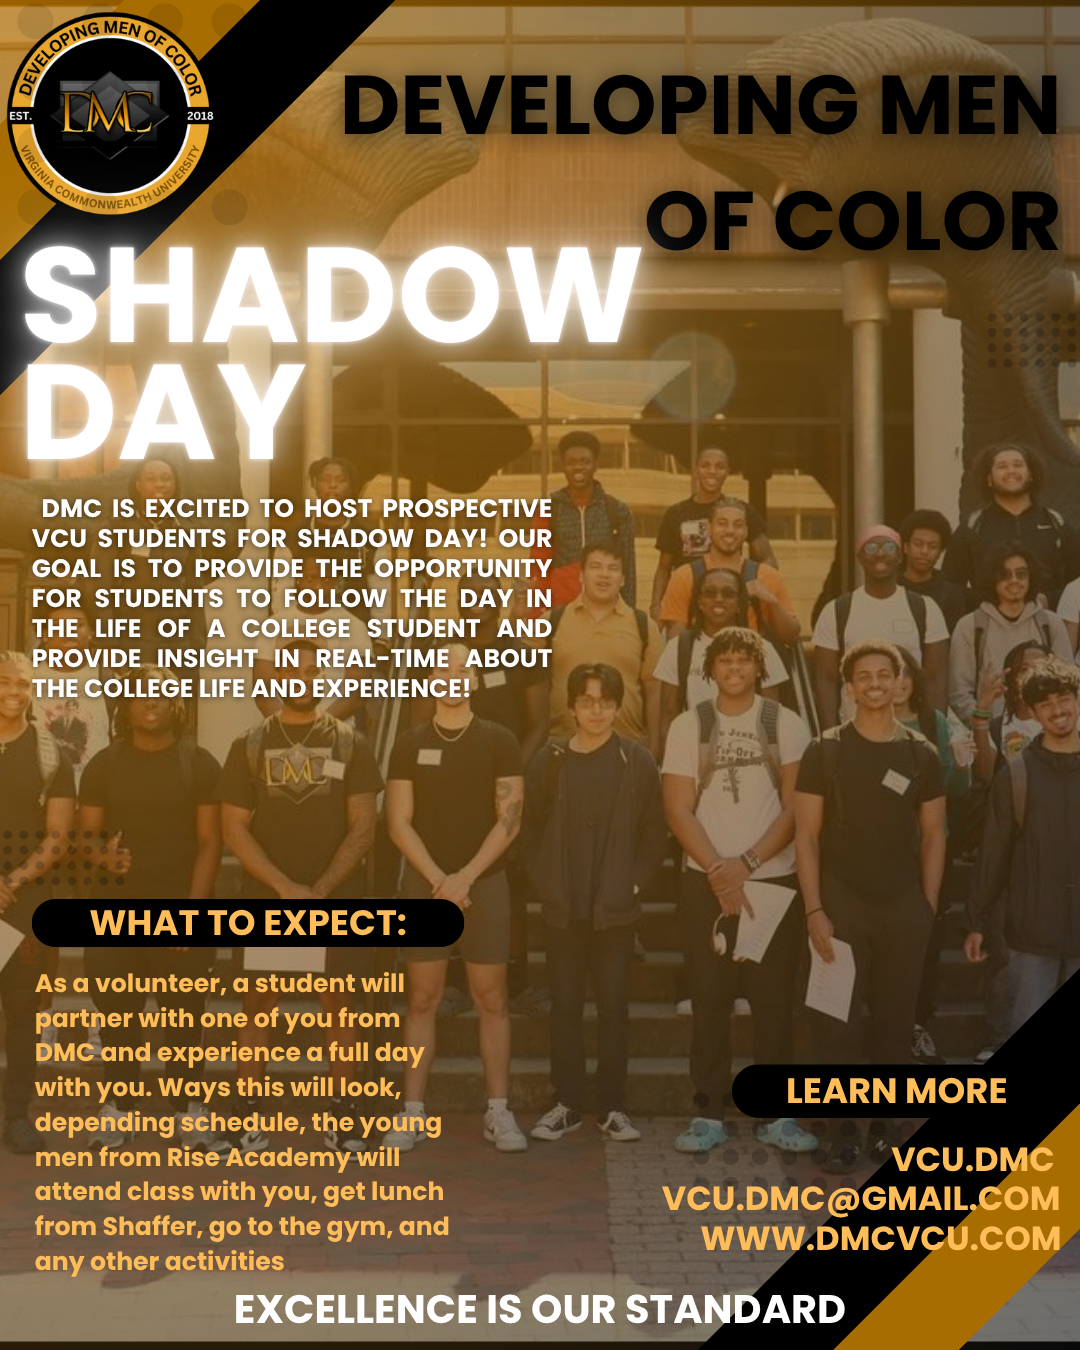 DEVELOPING MEN OF COLOR
DMC
EST. 2018
VIRGINIA COMMONWEALTH UNIVERSITY
DEVELOPING MEN
OF COLOR
SHADOW
DAY
DMC IS EXCITED TO HOST PROSPECTIVE
VCU STUDENTS FOR SHADOW DAY! OUR
GOAL IS TO PROVIDE THE OPPORTUNITY
FOR STUDENTS TO FOLLOW THE DAY IN
THE LIFE OF A COLLEGE STUDENT AND
PROVIDE INSIGHT IN REAL-TIME ABOUT
THE COLLEGE LIFE AND EXPERIENCE!
DMC
WHAT TO EXPECT:
As a volunteer, a student will
partner with one of you from
DMC and experience a full day
with you. Ways this will look,
depending schedule, the young
men from Rise Academy will
attend class with you, get lunch
from Shaffer, go to the gym, and
any other activities
LEARN MORE
VCU.DMC
VCU.DMC@GMAIL.COM
WWW.DMCVCU.COM
EXCELLENCE IS OUR STANDARD